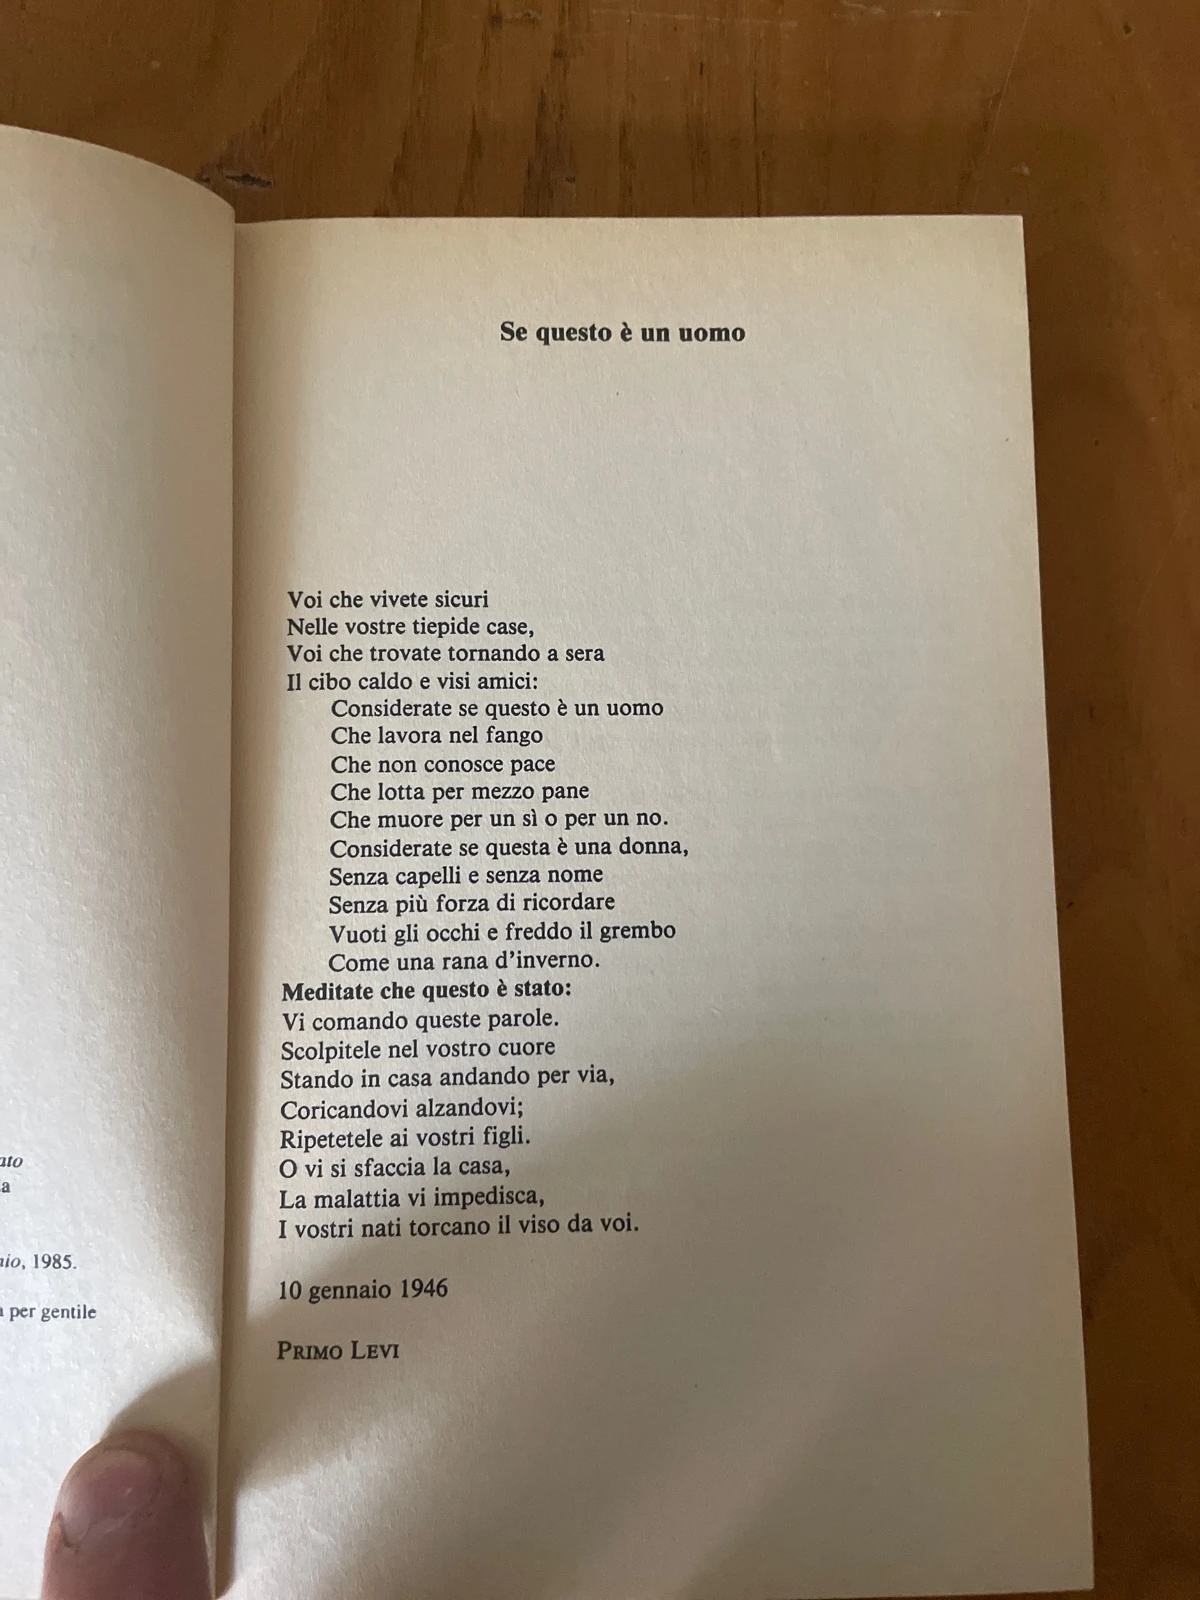 Se questo è un uomo
Voi che vivete sicuri
Nelle vostre tiepide case,
Voi che trovate tornando a sera
Il cibo caldo e visi amici:
Considerate se questo è un uomo
Che lavora nel fango
Che non conosce pace
Che lotta per mezzo pane
Che muore per un sì o per un no.
Considerate se questa è una donna,
Senza capelli e senza nome
Senza più forza di ricordare
Vuoti gli occhi e freddo il grembo
Come una rana d'inverno.
Meditate che questo è stato:
Vi comando queste parole.
Scolpitele nel vostro cuore
Stando in casa andando per via,
Coricandovi alzandovi;
Ripetetele ai vostri figli.
O vi si sfaccia la casa,
La malattia vi impedisca,
I vostri nati torcano il viso da voi.
10 gennaio 1946
PRIMO LEVI
, 1985.
per gentile